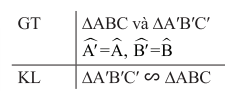 GT ΔABC và ΔA'B'C'
Â'=Â, B̂'=B̂
KL ΔA'B'C' ∽ ΔABC